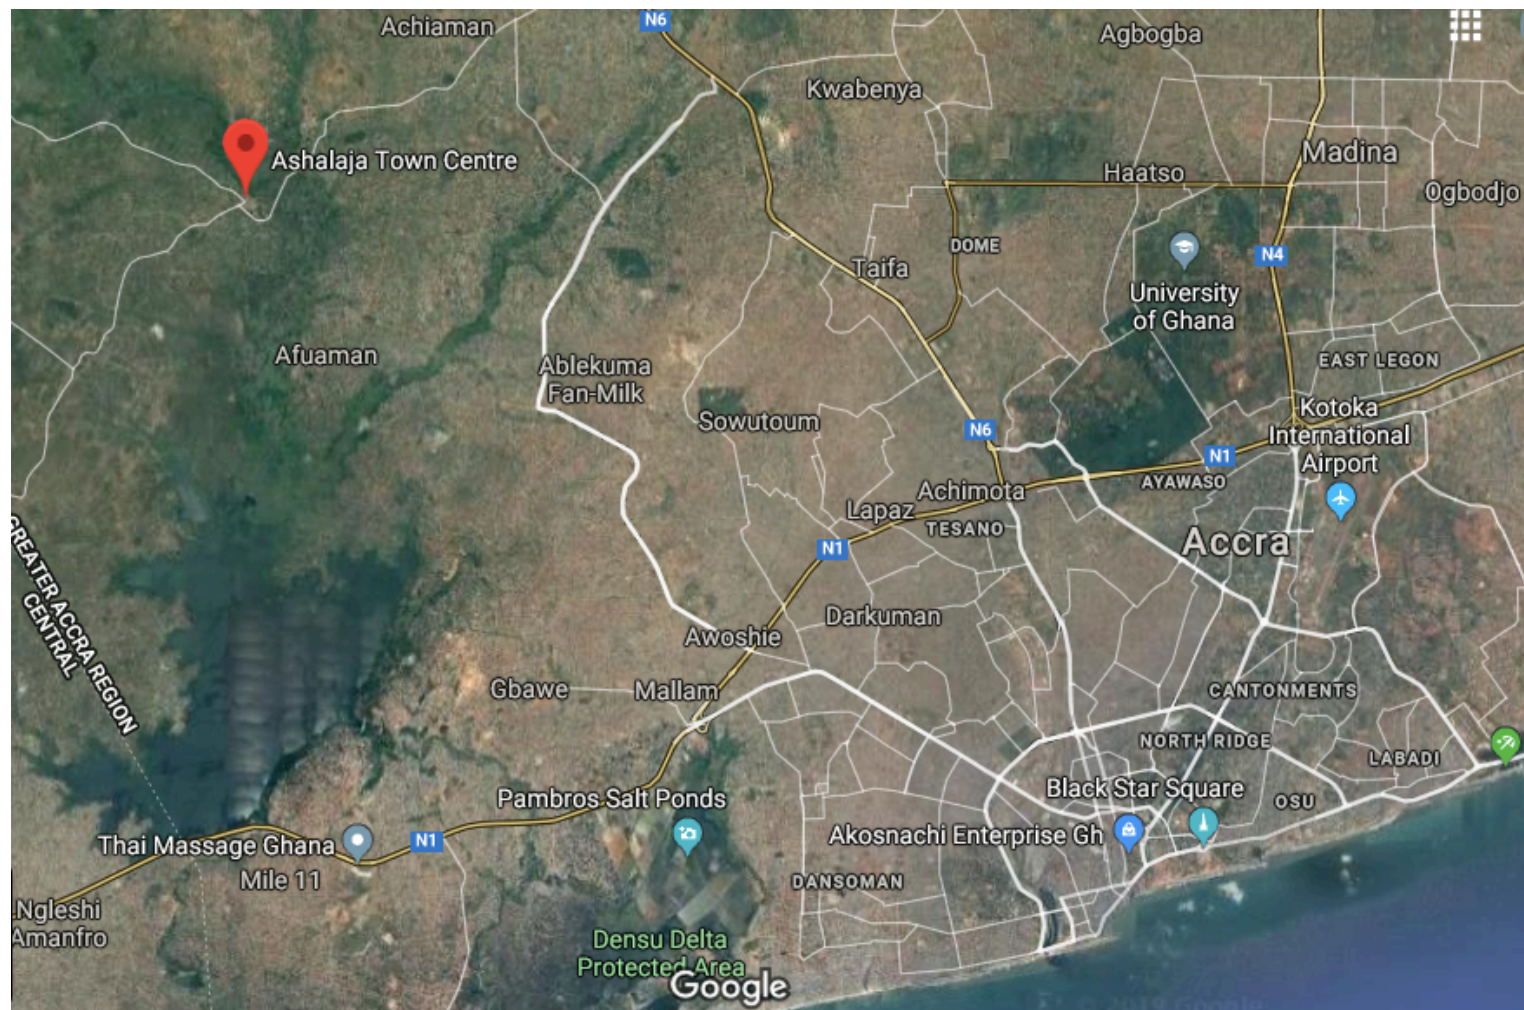 Achiaman
N6
Agbogba
Kwabenya
Ashalaja Town Centre
Madina
Haatso
Ogbodjo
DOME
N4
Taifa
University
of Ghana
Afuaman
Ablekuma
Fan-Milk
EAST LEGON
Kotoka
International
Airport
Sowutoum
N6
N1
AYAWASO
Achimota
Lapaz
TESANO
N1
Accra
GREATER ACCRA REGION
CENTRAL
Darkuman
Awoshie
Gbawe
Mallam
CANTONMENTS
NORTH RIDGE
LABADI
Pambros Salt Ponds
Black Star Square
OSU
Thai Massage Ghana
N1
Akosnachi Enterprise Gh
Mile 11
DANSOMAN
Ngleshi
Amanfro
Densu Delta
Protected Area
Google